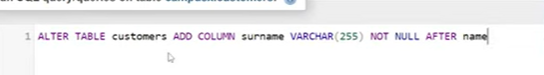 1 ALTER TABLE customers ADD COLUMN surname VARCHAR(255) NOT NULL AFTER name